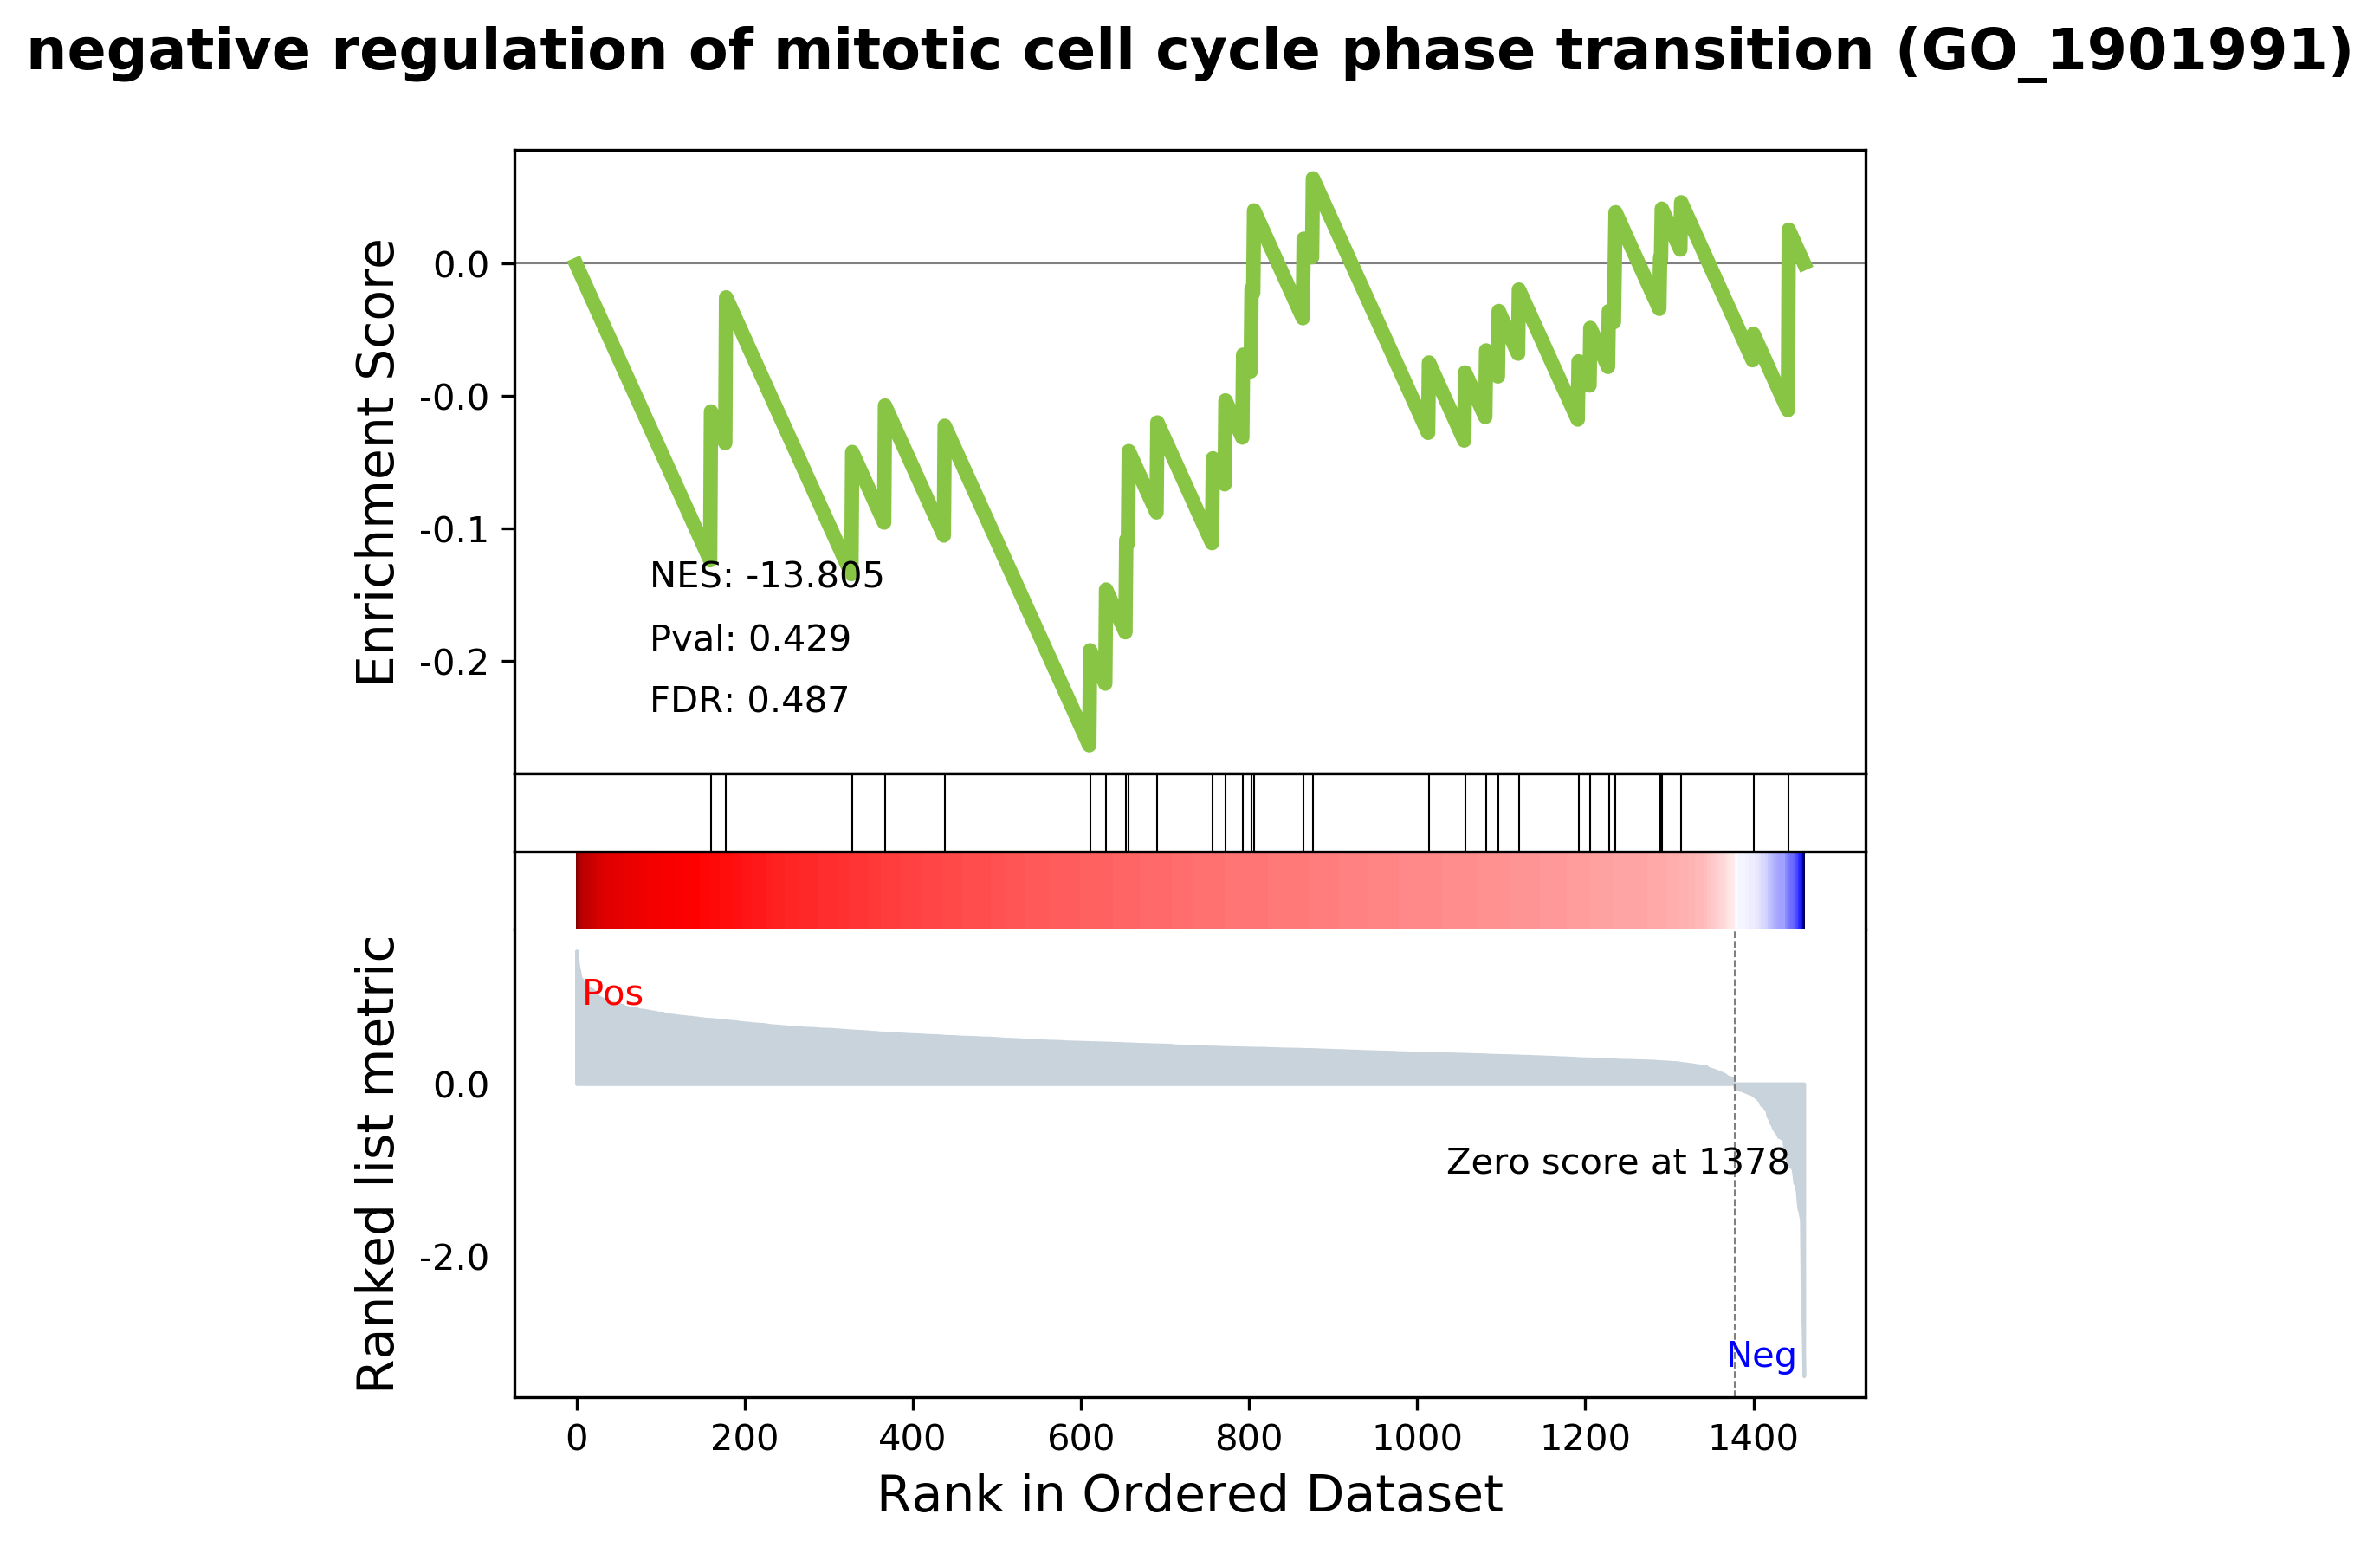 negative regulation of mitotic cell cycle phase transition (GO_1901991)
Enrichment Score
0.0
-0.0
-0.1
-0.2
NES: -13.805
Pval: 0.429
FDR: 0.487
Ranked list metric
Pos
0.0
Zero score at 1378
-2.0
Neg
0 200 400 600 800 1000 1200 1400
Rank in Ordered Dataset